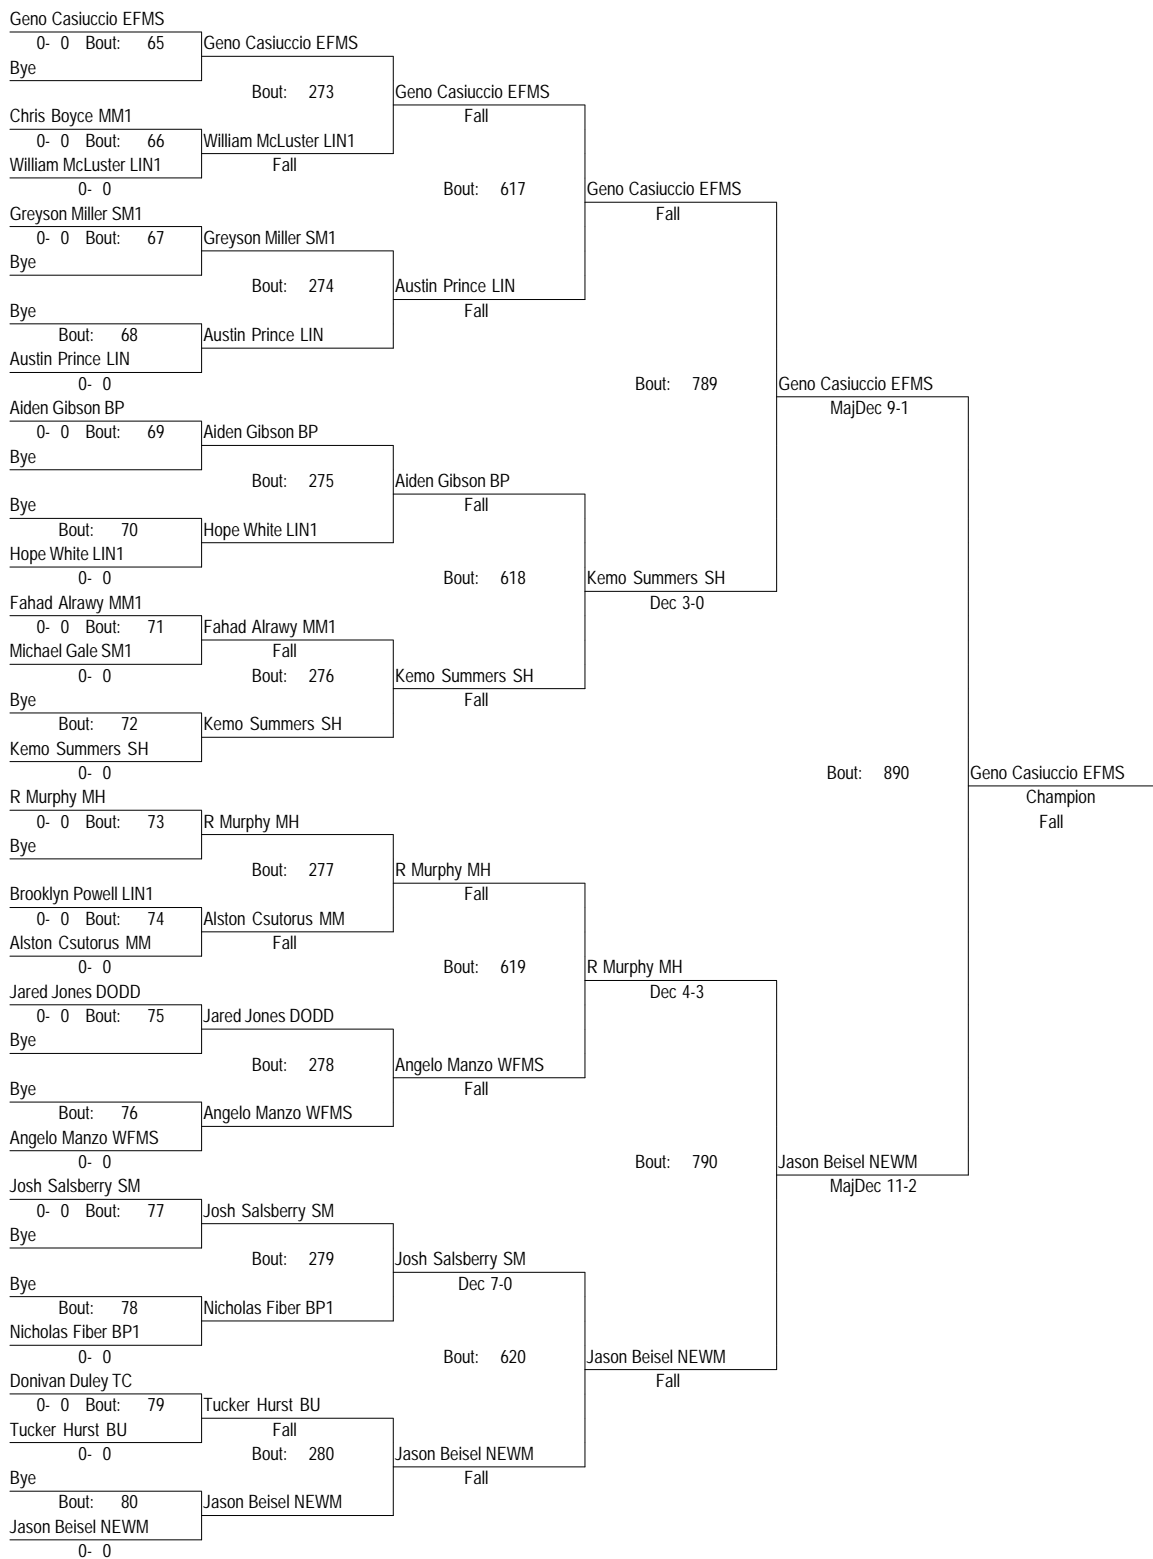 Geno Casiuccio EFMS
0- 0 Bout: 65 Geno Casiuccio EFMS
Bye
Bout: 273 Geno Casiuccio EFMS
Chris Boyce MM1 Fall
0- 0 Bout: 66 William McLuster LIN1
William McLuster LIN1 Fall
0- 0 Bout: 617 Geno Casiuccio EFMS
Greyson Miller SM1 Fall
0- 0 Bout: 67 Greyson Miller SM1
Bye
Bout: 274 Austin Prince LIN
Bye Fall
Bout: 68 Austin Prince LIN
Austin Prince LIN
0- 0 Bout: 789 Geno Casiuccio EFMS
Aiden Gibson BP MajDec 9-1
0- 0 Bout: 69 Aiden Gibson BP
Bye
Bout: 275 Aiden Gibson BP
Bye Fall
Bout: 70 Hope White LIN1
Hope White LIN1
0- 0 Bout: 618 Kemo Summers SH
Fahad Alrawy MM1 Dec 3-0
0- 0 Bout: 71 Fahad Alrawy MM1
Michael Gale SM1 Fall
0- 0 Bout: 276 Kemo Summers SH
Bye Fall
Bout: 72 Kemo Summers SH
Kemo Summers SH
0- 0 Bout: 890 Geno Casiuccio EFMS
R Murphy MH Champion
0- 0 Bout: 73 R Murphy MH Fall
Bye
Bout: 277 R Murphy MH
Brooklyn Powell LIN1 Fall
0- 0 Bout: 74 Alston Csutorus MM
Alston Csutorus MM Fall
0- 0 Bout: 619 R Murphy MH
Jared Jones DODD Dec 4-3
0- 0 Bout: 75 Jared Jones DODD
Bye
Bout: 278 Angelo Manzo WFMS
Bye Fall
Bout: 76 Angelo Manzo WFMS
Angelo Manzo WFMS
0- 0 Bout: 790 Jason Beisel NEWM
Josh Salsberry SM MajDec 11-2
0- 0 Bout: 77 Josh Salsberry SM
Bye
Bout: 279 Josh Salsberry SM
Bye Dec 7-0
Bout: 78 Nicholas Fiber BP1
Nicholas Fiber BP1
0- 0 Bout: 620 Jason Beisel NEWM
Donivan Duley TC Fall
0- 0 Bout: 79 Tucker Hurst BU
Tucker Hurst BU Fall
0- 0 Bout: 280 Jason Beisel NEWM
Bye Fall
Bout: 80 Jason Beisel NEWM
Jason Beisel NEWM
0- 0